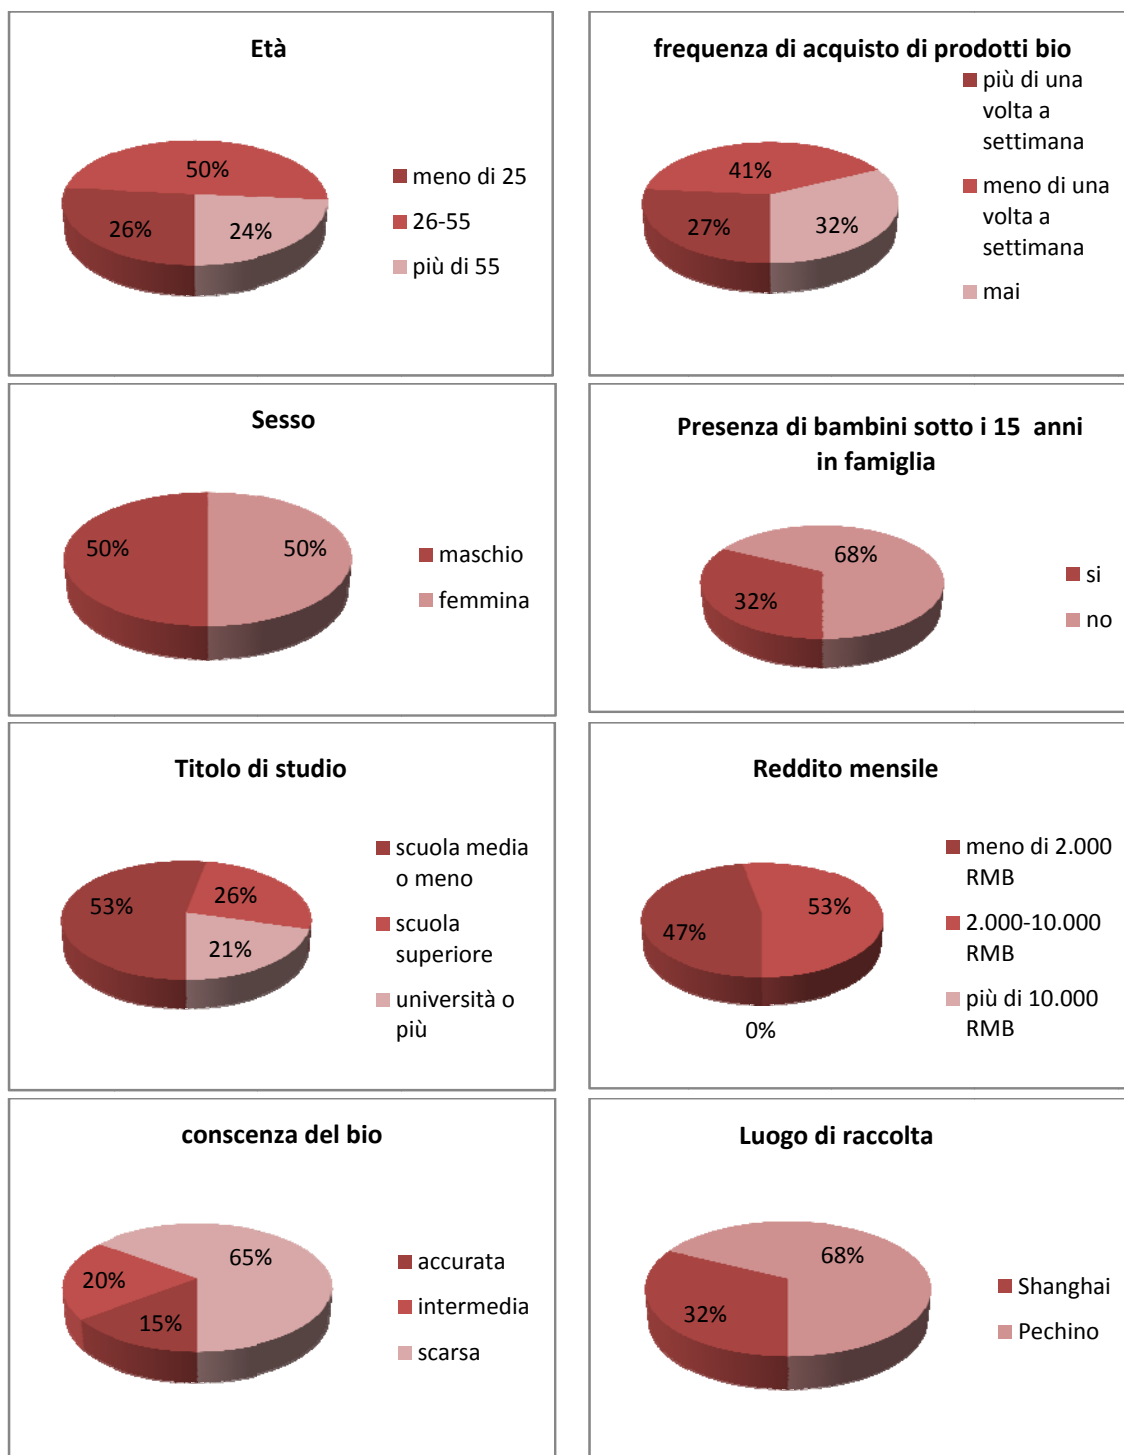 Età
50%
26%
24%
meno di 25
26-55
più di 55
frequenza di acquisto di prodotti bio
41%
27%
32%
più di una
volta a
settimana
meno di una
volta a
settimana
mai
Sesso
50%
50%
maschio
femmina
Presenza di bambini sotto i 15 anni
in famiglia
68%
32%
si
no
Titolo di studio
53%
26%
21%
scuola media
o meno
scuola
superiore
università o
più
Reddito mensile
47%
53%
0%
meno di 2.000
RMB
2.000-10.000
RMB
più di 10.000
RMB
conscenza del bio
65%
20%
15%
accurata
intermedia
scarsa
Luogo di raccolta
68%
32%
Shanghai
Pechino